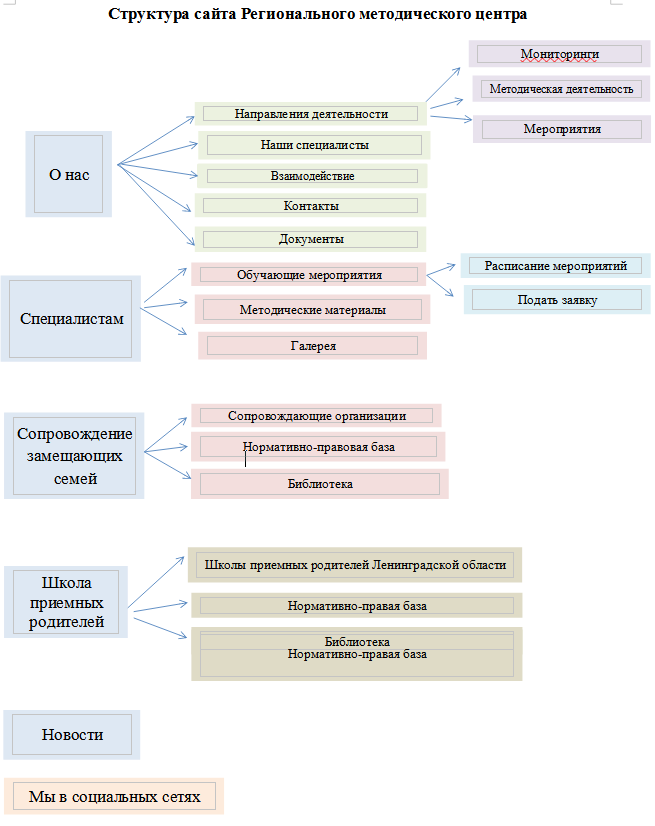 Структура сайта Регионального методического центра
О нас
Направления деятельности
Мониторинги
Методическая деятельность
Мероприятия
Наши специалисты
Взаимодействие
Контакты
Документы
Специалистам
Обучающие мероприятия
Расписание мероприятий
Подать заявку
Методические материалы
Галерея
Сопровождение
замещающих
семей
Сопровождающие организации
Нормативно-правовая база
Библиотека
Школа
приемных
родителей
Школы приемных родителей Ленинградской области
Нормативно-правая база
Библиотека
Нормативно-правая база
Новости
Мы в социальных сетях